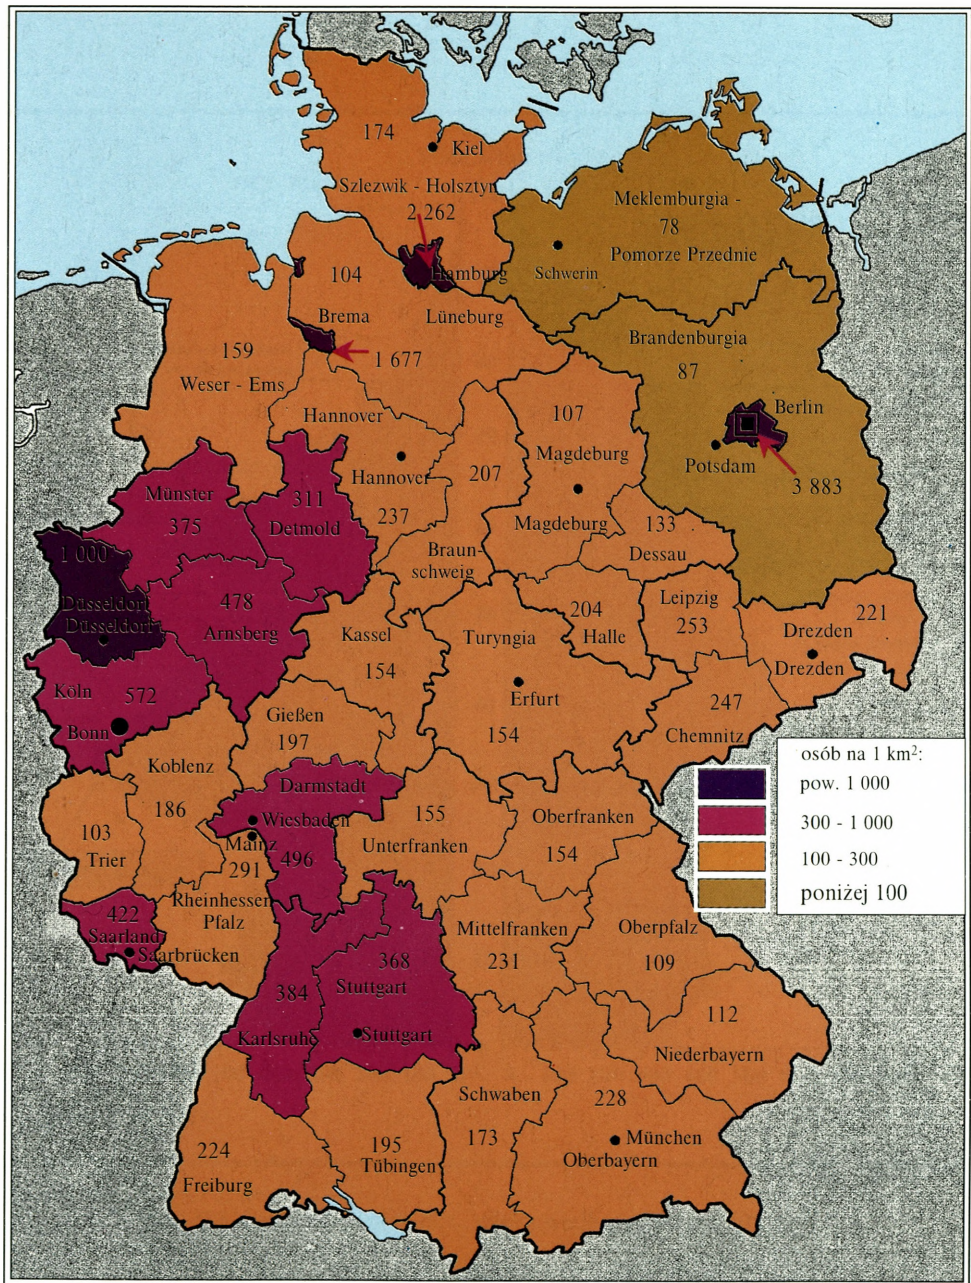 174
Kiel
Szlezwik - Holsztyn
2 262
Hamburg
Meklemburgia -
78
Pomorze Przednie
Schwerin
104
Brema
Lüneburg
1 677
159
Weser - Ems
Brandenburgia
87
Berlin
Potsdam
3 883
Hannover
Hannover
237
207
Braun-
schweig
107
Magdeburg
Magdeburg
133
Dessau
Münster
375
311
Detmold
1 000
Düsseldorf
Düsseldorf
478
Arnsberg
Köln
572
Bonn
Kassel
154
Turyngia
Erfurt
154
204
Halle
Leipzig
253
221
Drezden
Drezden
247
Chemnitz
Gießen
197
Koblenz
186
103
Trier
Darmstadt
Wiesbaden
Mainz
291
496
Rheinhessen
Pfalz
422
Saarland
Saarbrücken
155
Unterfranken
Oberfranken
154
Mittelfranken
231
Oberpfalz
109
112
Niederbayern
368
Stuttgart
Stuttgart
384
Karlsruhe
Schwaben
173
228
München
Oberbayern
224
Freiburg
195
Tübingen
osób na 1 km²:
pow. 1 000
300 - 1 000
100 - 300
poniżej 100